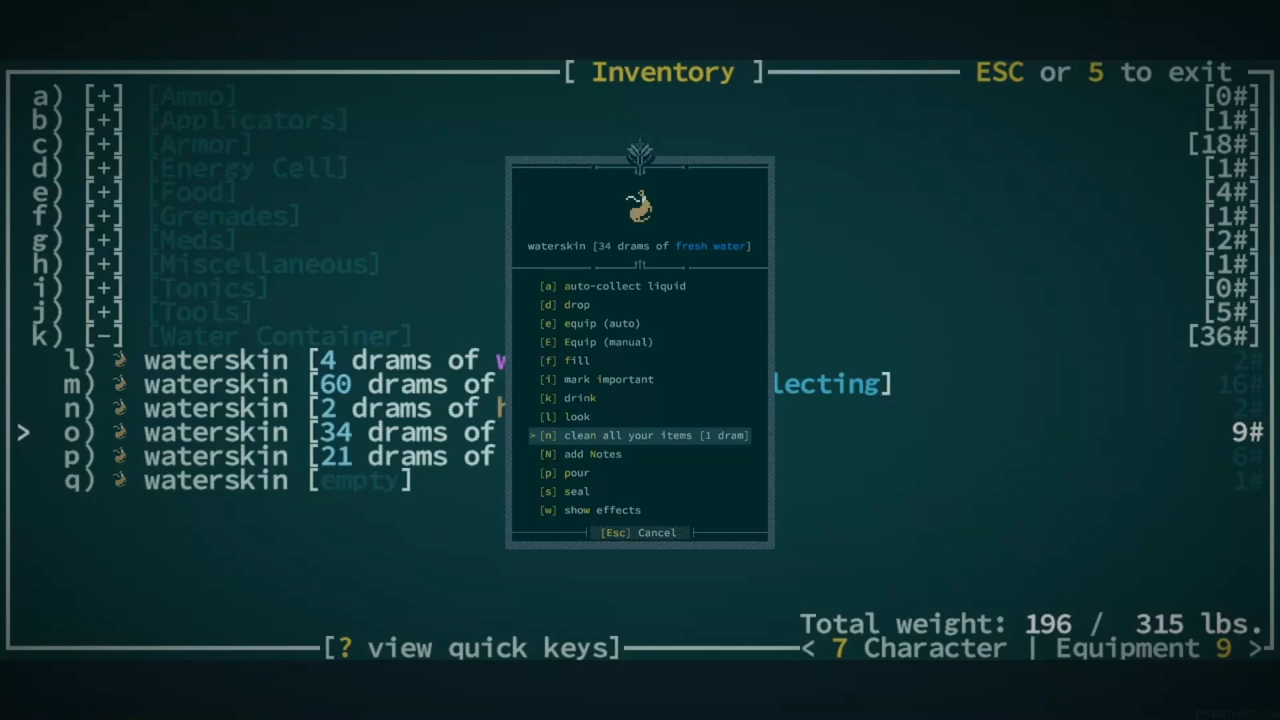 [ Inventory ] ESC or 5 to exit
a) [+] [Ammo] [0#]
b) [+] [Applicators] [1#]
c) [+] [Armor] [18#]
d) [+] [Energy Cell] [1#]
e) [+] [Food] [4#]
f) [+] [Grenades] [1#]
g) [+] [Meds] [2#]
h) [+] [Miscellaneous] [1#]
i) [+] [Tonics] [0#]
j) [+] [Tools] [5#]
k) [-] [Water Container] [36#]
l) waterskin [4 drams of w 2#
m) waterskin [60 drams of lecting] 16#
n) waterskin [2 drams of h 2#
> o) waterskin [34 drams of 9#
p) waterskin [21 drams of 6#
q) waterskin [empty] 1#
waterskin [34 drams of fresh water]
[a] auto-collect liquid
[d] drop
[e] equip (auto)
[E] Equip (manual)
[f] fill
[i] mark important
[k] drink
[l] look
> [n] clean all your items [1 dram]
[N] add Notes
[p] pour
[s] seal
[w] show effects
[Esc] Cancel
Total weight: 196 / 315 lbs.
[? view quick keys] < 7 Character | Equipment 9 >